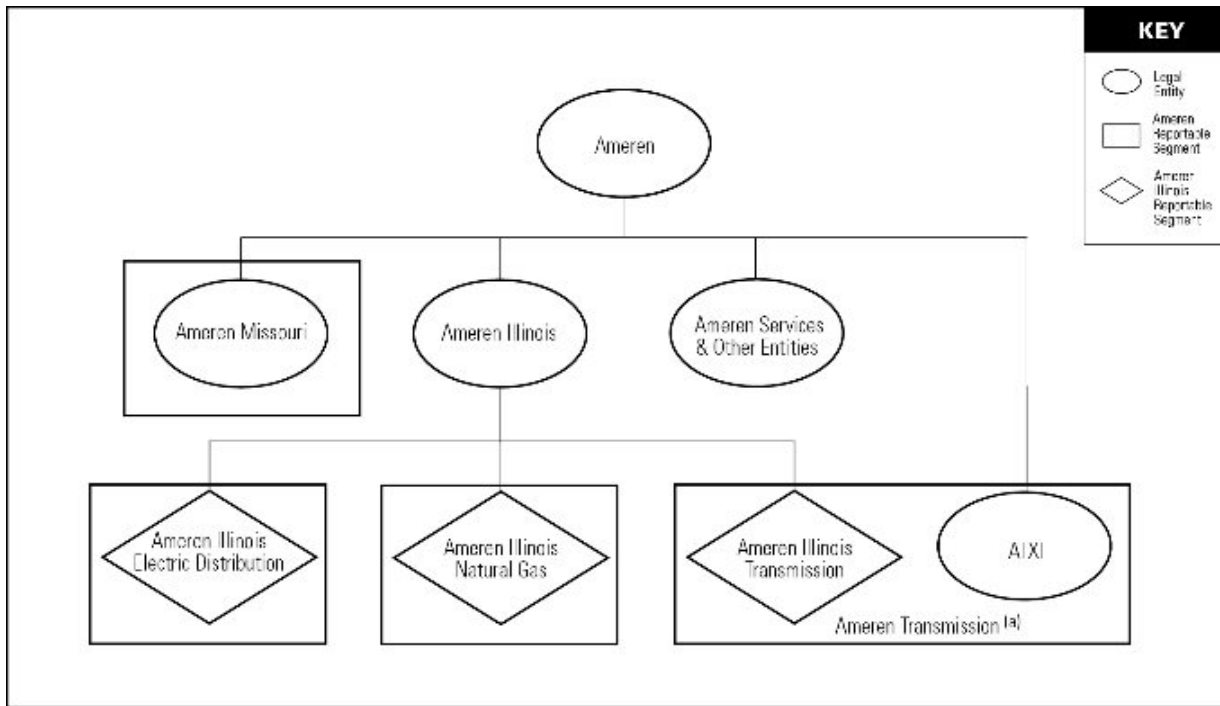 KEY
Legal
Entity
Ameren
Reportable
Segment
Ameren
Illinois
Reportable
Segment
Ameren
Ameren Missouri
Ameren Illinois
Ameren Services
& Other Entities
Ameren Illinois
Electric Distribution
Ameren Illinois
Natural Gas
Ameren Illinois
Transmission
ATXI
Ameren Transmission (a)